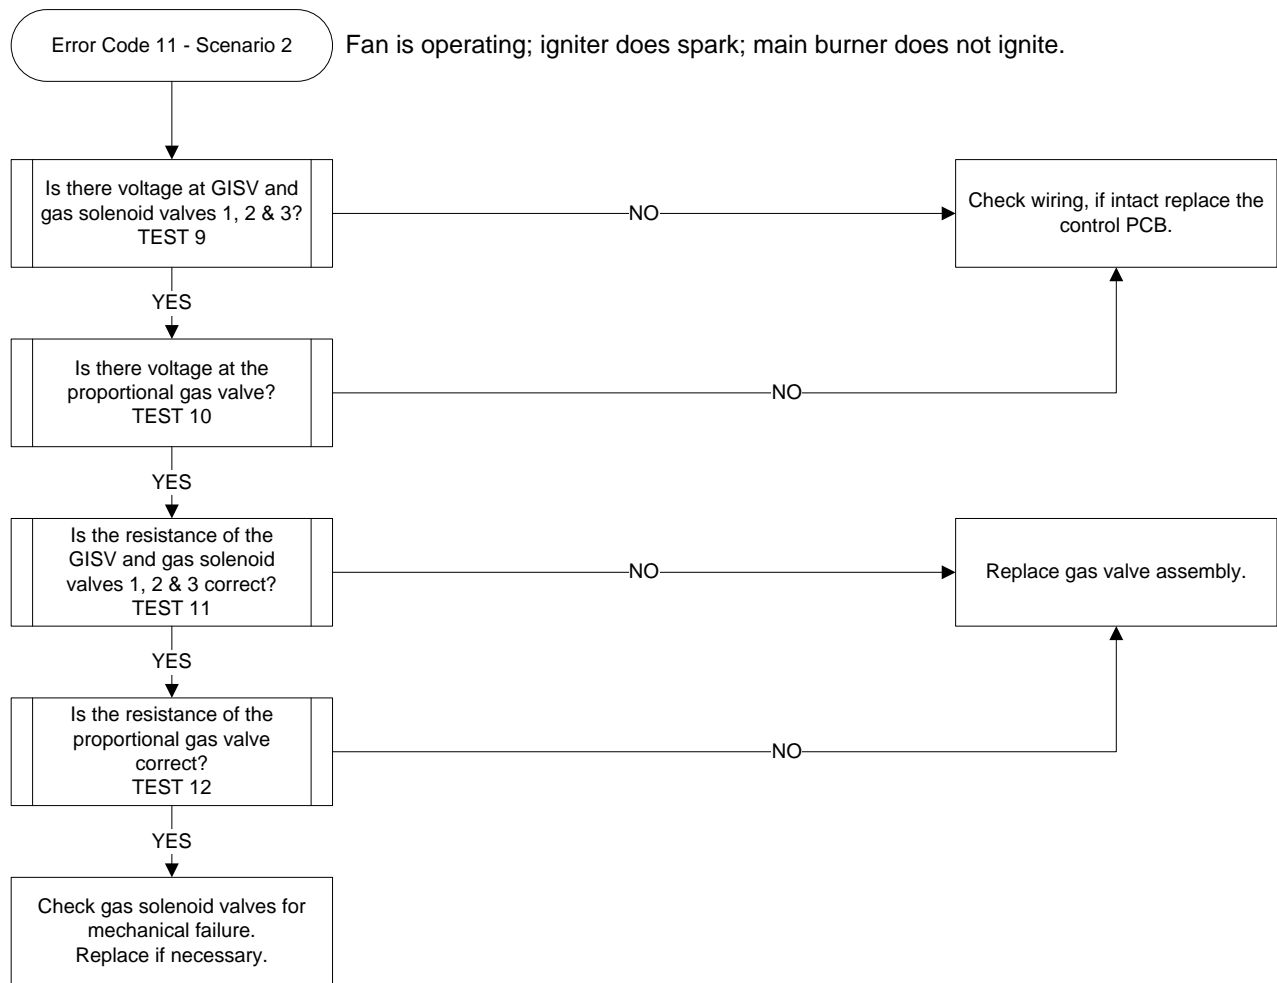 Error Code 11 - Scenario 2
Fan is operating; igniter does spark; main burner does not ignite.
Is there voltage at GISV and
gas solenoid valves 1, 2 & 3?
TEST 9
NO
Check wiring, if intact replace the
control PCB.
YES
Is there voltage at the
proportional gas valve?
TEST 10
NO
YES
Is the resistance of the
GISV and gas solenoid
valves 1, 2 & 3 correct?
TEST 11
NO
Replace gas valve assembly.
YES
Is the resistance of the
proportional gas valve
correct?
TEST 12
NO
YES
Check gas solenoid valves for
mechanical failure.
Replace if necessary.